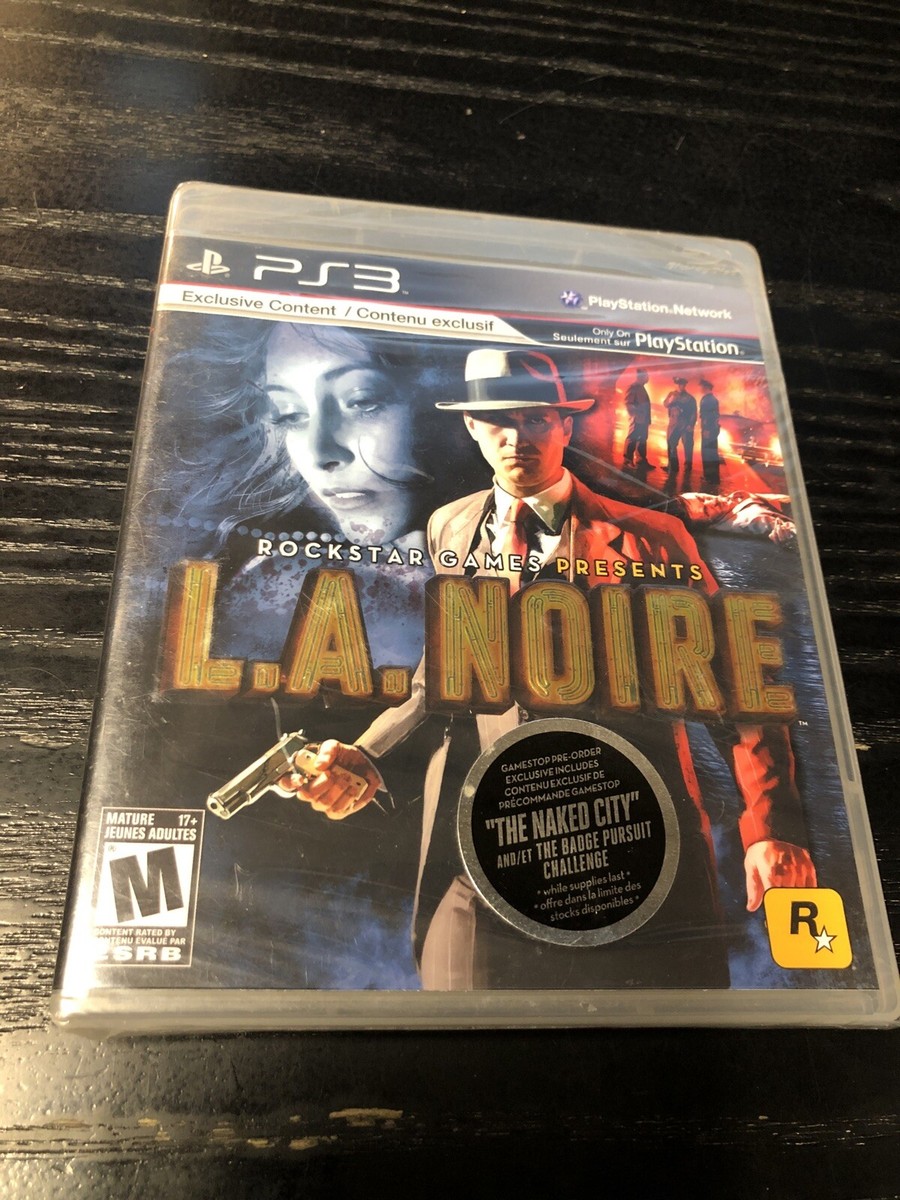 PS3
PlayStation®Network
Exclusive Content / Contenu exclusif
Only On
Seulement sur PlayStation®
ROCKSTAR GAMES PRESENTS
L.A. NOIRE™
GAMESTOP PRE-ORDER
EXCLUSIVE INCLUDES
CONTENU EXCLUSIF DE
PRÉCOMMANDE GAMESTOP
"THE NAKED CITY"
AND/ET THE BADGE PURSUIT
CHALLENGE
* while supplies last *
* offre dans la limite des
stocks disponibles *
MATURE 17+
JEUNES ADULTES
M
CONTENT RATED BY
CONTENU ÉVALUÉ PAR
ESRB
R